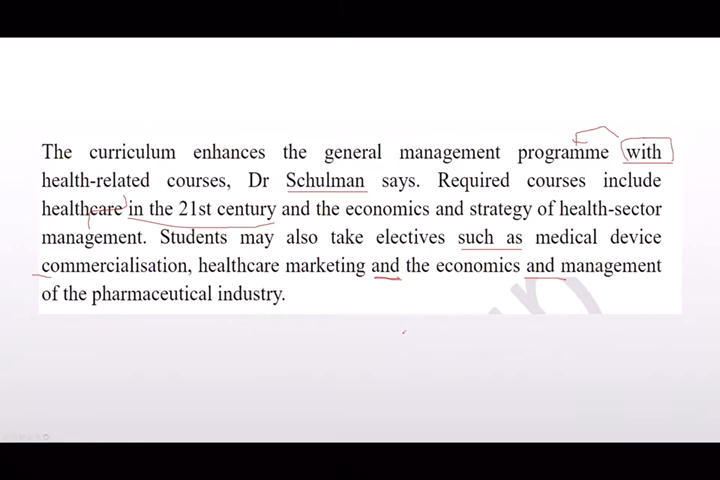 The curriculum enhances the general management programme with
health-related courses, Dr Schulman says. Required courses include
healthcare in the 21st century and the economics and strategy of health-sector
management. Students may also take electives such as medical device
commercialisation, healthcare marketing and the economics and management
of the pharmaceutical industry.